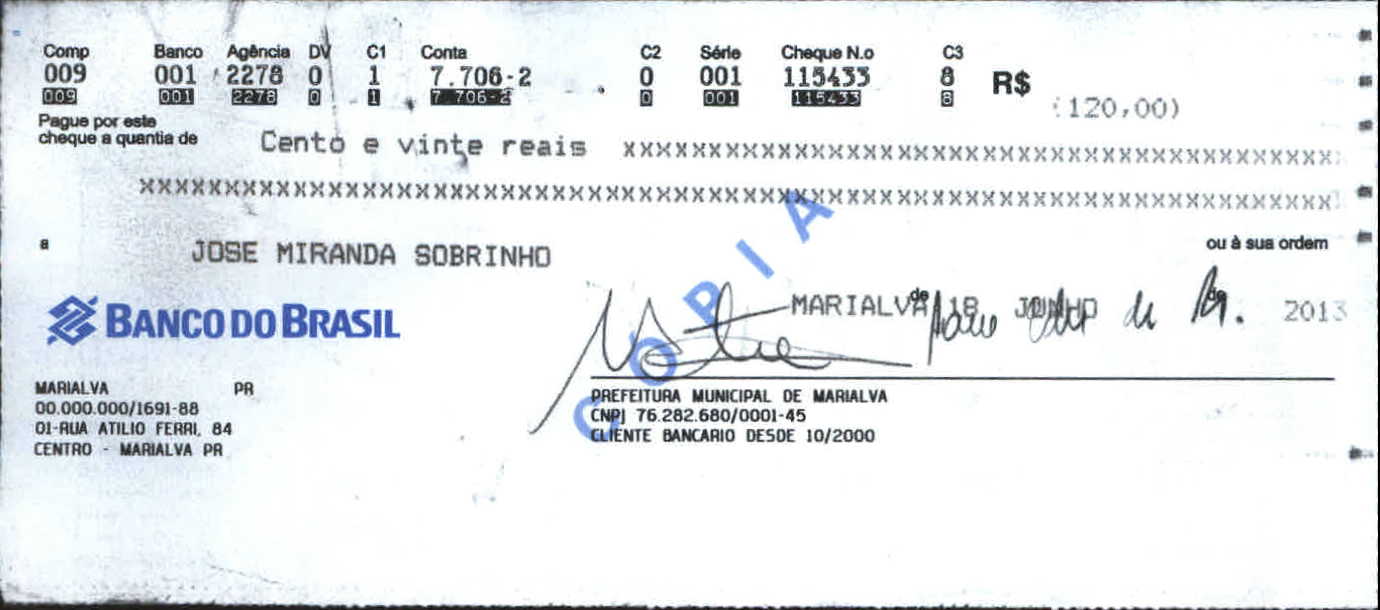 Comp Banco Agência DV C1 Conta C2 Série Cheque N.o C3
009 001 2278 0 1 7.706-2 0 001 115433 8 R$
009 001 2278 0 1 7.706-2 0 001 115433 8
(120,00)
Pague por este
cheque a quantia de Cento e vinte reais xxxxxxxxxxxxxxxxxxxxxxxxxxxxxxxxxxxxxxxxxx
xxxxxxxxxxxxxxxxxxxxxxxxxxxxxxxxxxxxxxxxxxxxxxxxxxxxxxxxxxxxxxxxxxxxxx
a JOSE MIRANDA SOBRINHO ou à sua ordem
CÓPIA
MARIALVA 18 de JUNHO de 2013
BANCO DO BRASIL
MARIALVA PR
00.000.000/1691-88
01-RUA ATILIO FERRI, 84
CENTRO - MARIALVA PR
PREFEITURA MUNICIPAL DE MARIALVA
CNPJ 76.282.680/0001-45
CLIENTE BANCARIO DESDE 10/2000